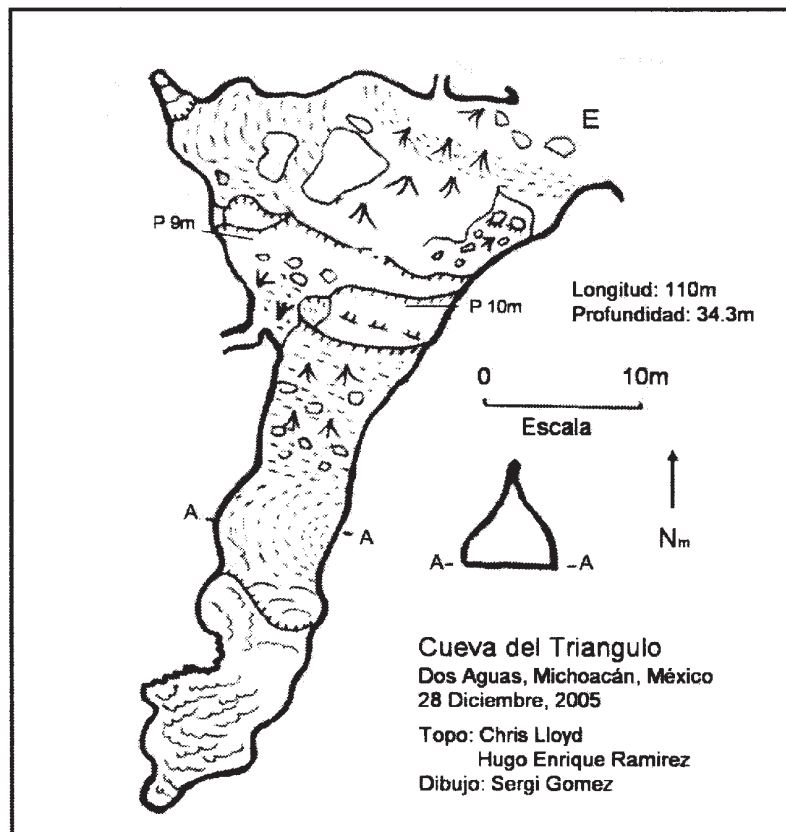 E
P 9m
P 10m
Longitud: 110m
Profundidad: 34.3m
0 10m
Escala
A
A
A- -A
Nm
Cueva del Triangulo
Dos Aguas, Michoacán, México
28 Diciembre, 2005
Topo: Chris Lloyd
Hugo Enrique Ramirez
Dibujo: Sergi Gomez